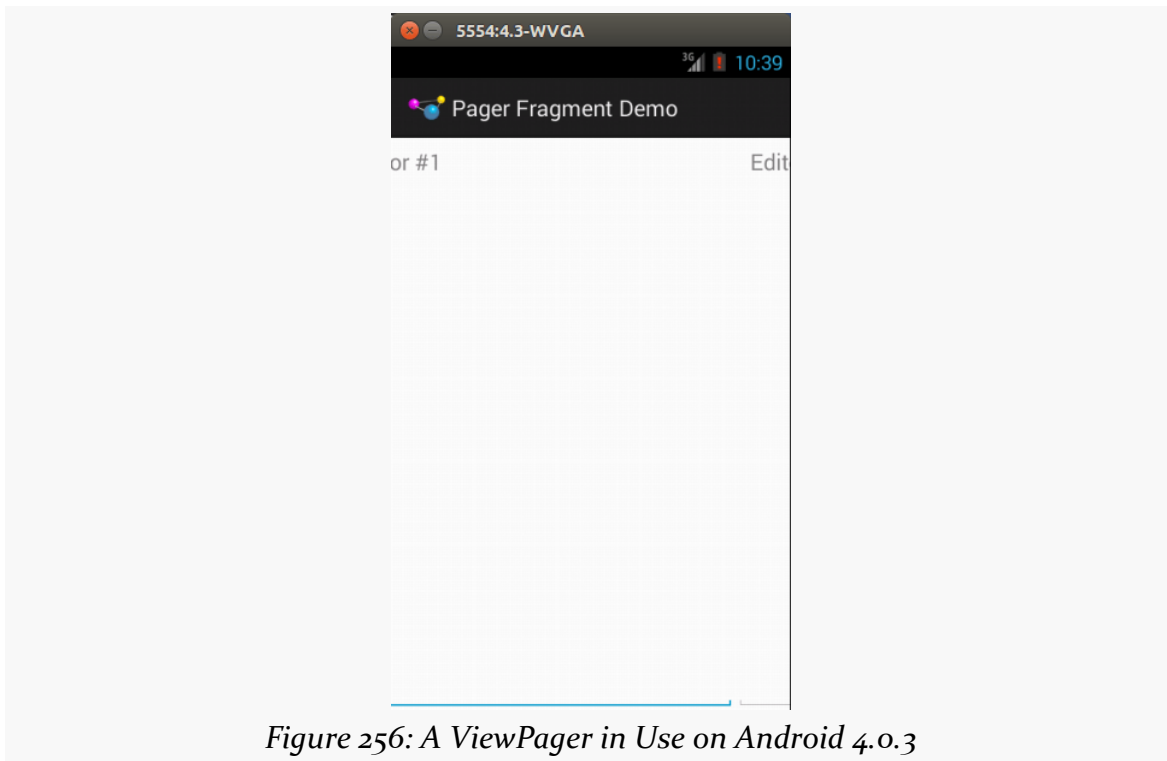 5554:4.3-WVGA
3G 10:39
Pager Fragment Demo
or #1 Edit
Figure 256: A ViewPager in Use on Android 4.0.3